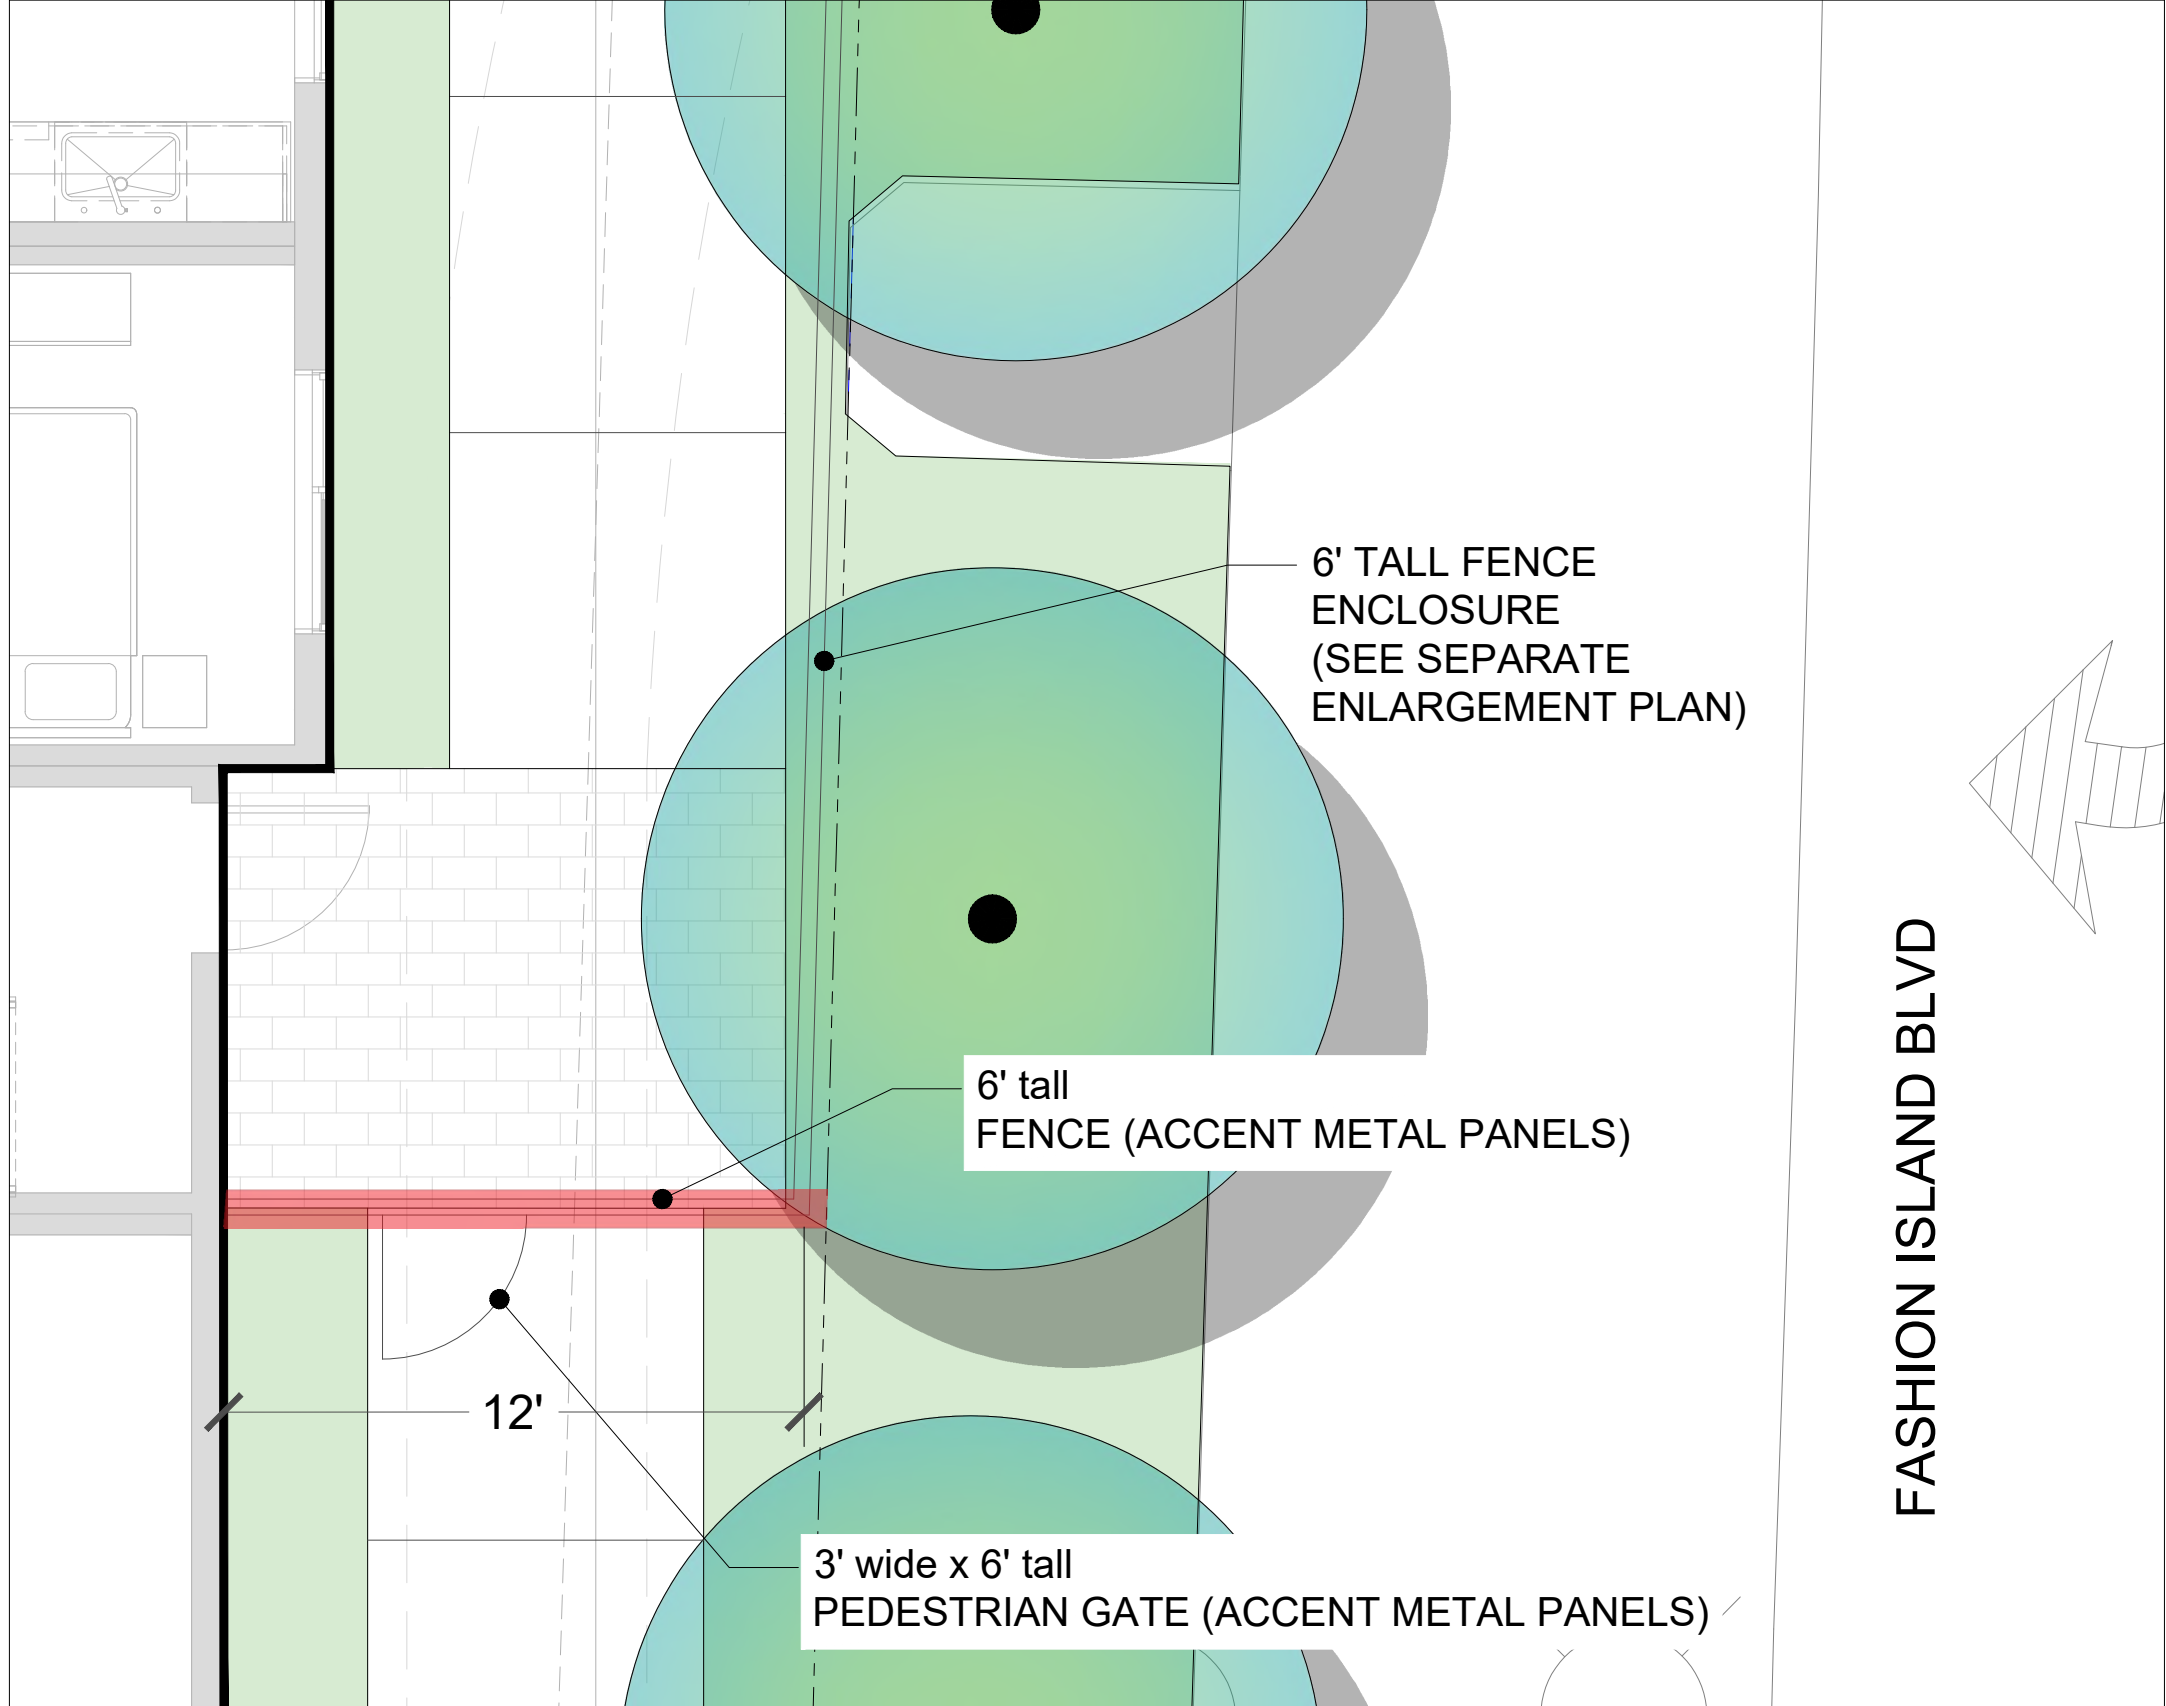 6' TALL FENCE
ENCLOSURE
(SEE SEPARATE
ENLARGEMENT PLAN)
FASHION ISLAND BLVD
6' tall
FENCE (ACCENT METAL PANELS)
12'
3' wide x 6' tall
PEDESTRIAN GATE (ACCENT METAL PANELS)